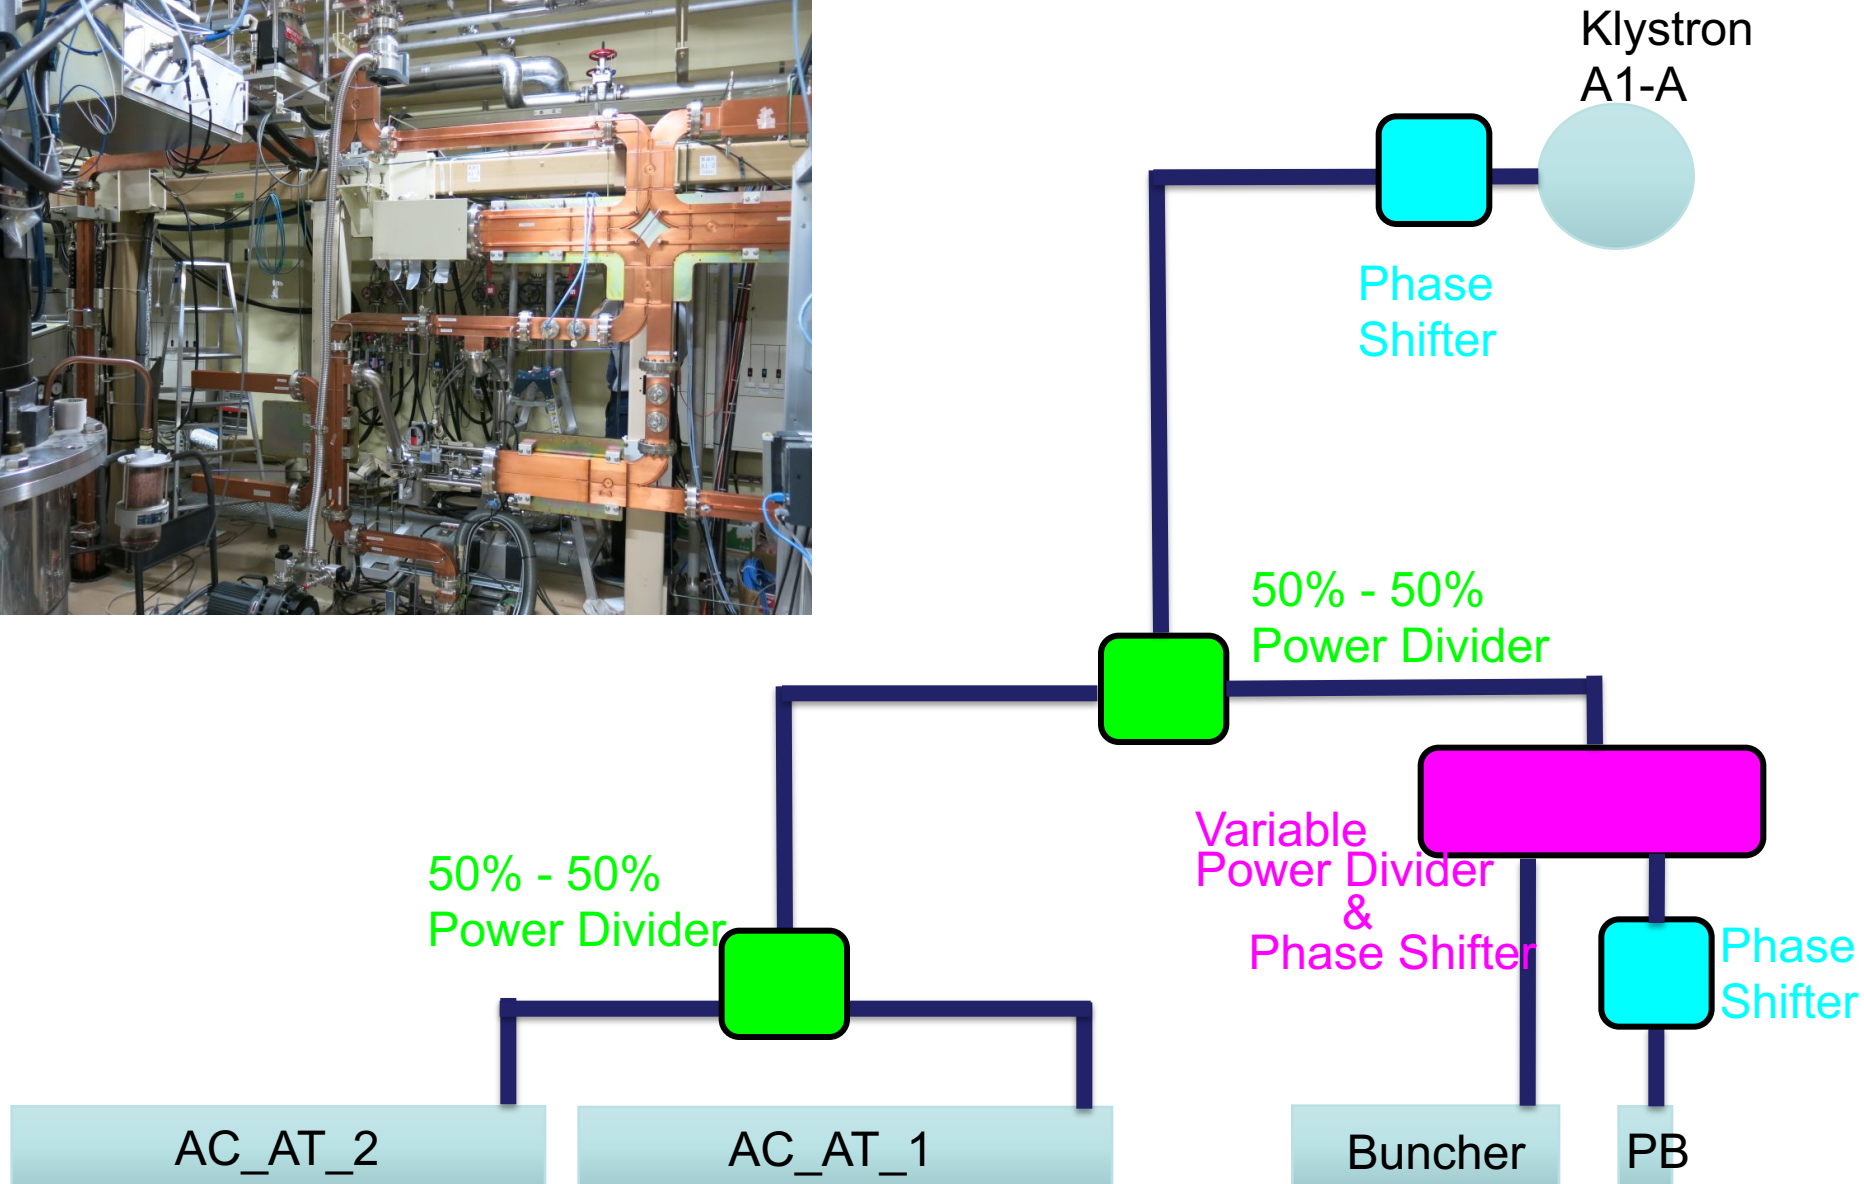 Klystron
A1-A
Phase
Shifter
50% - 50%
Power Divider
Variable
Power Divider
&
Phase Shifter
50% - 50%
Power Divider
Phase
Shifter
AC_AT_2
AC_AT_1
Buncher
PB